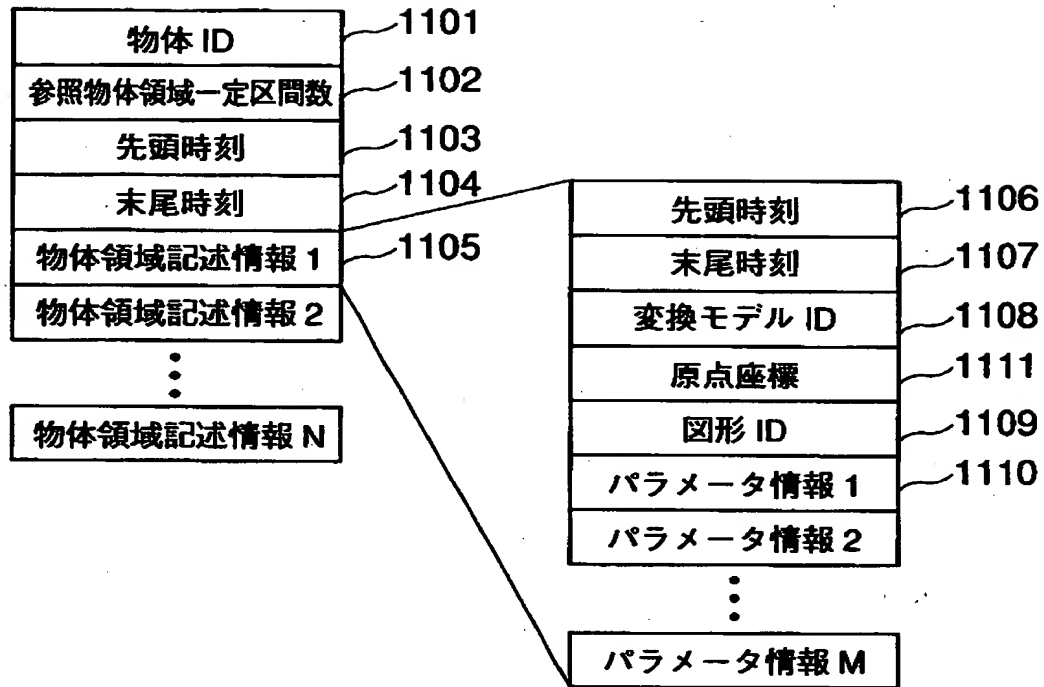 物体 ID
1101
参照物体領域一定区間数
1102
先頭時刻
1103
末尾時刻
1104
物体領域記述情報 1
1105
物体領域記述情報 2
物体領域記述情報 N
先頭時刻
1106
末尾時刻
1107
変換モデル ID
1108
原点座標
1111
図形 ID
1109
パラメータ情報 1
1110
パラメータ情報 2
パラメータ情報 M